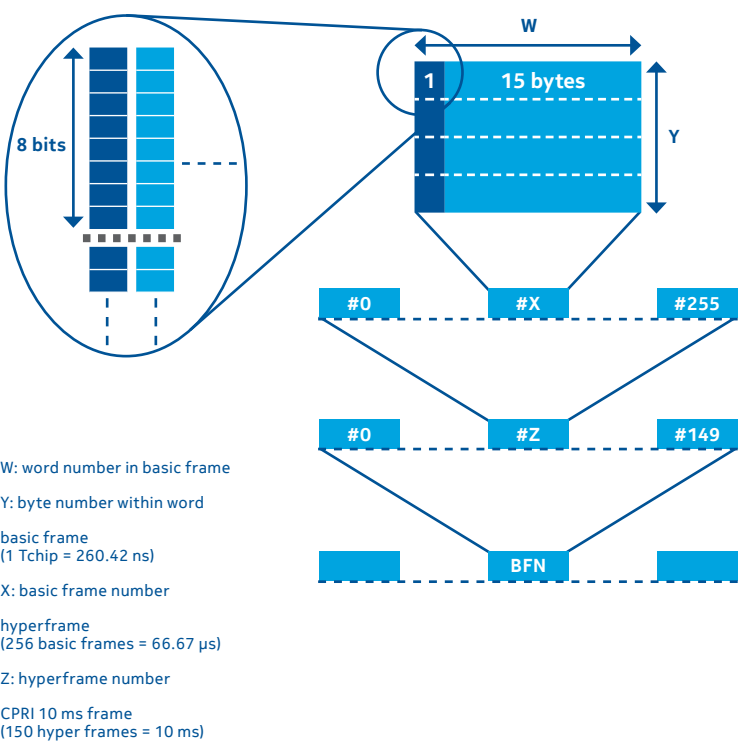 W
1 15 bytes
8 bits
Y
#0 #X #255
#0 #Z #149
W: word number in basic frame
Y: byte number within word
basic frame
(1 Tchip = 260.42 ns)
BFN
X: basic frame number
hyperframe
(256 basic frames = 66.67 µs)
Z: hyperframe number
CPRI 10 ms frame
(150 hyper frames = 10 ms)